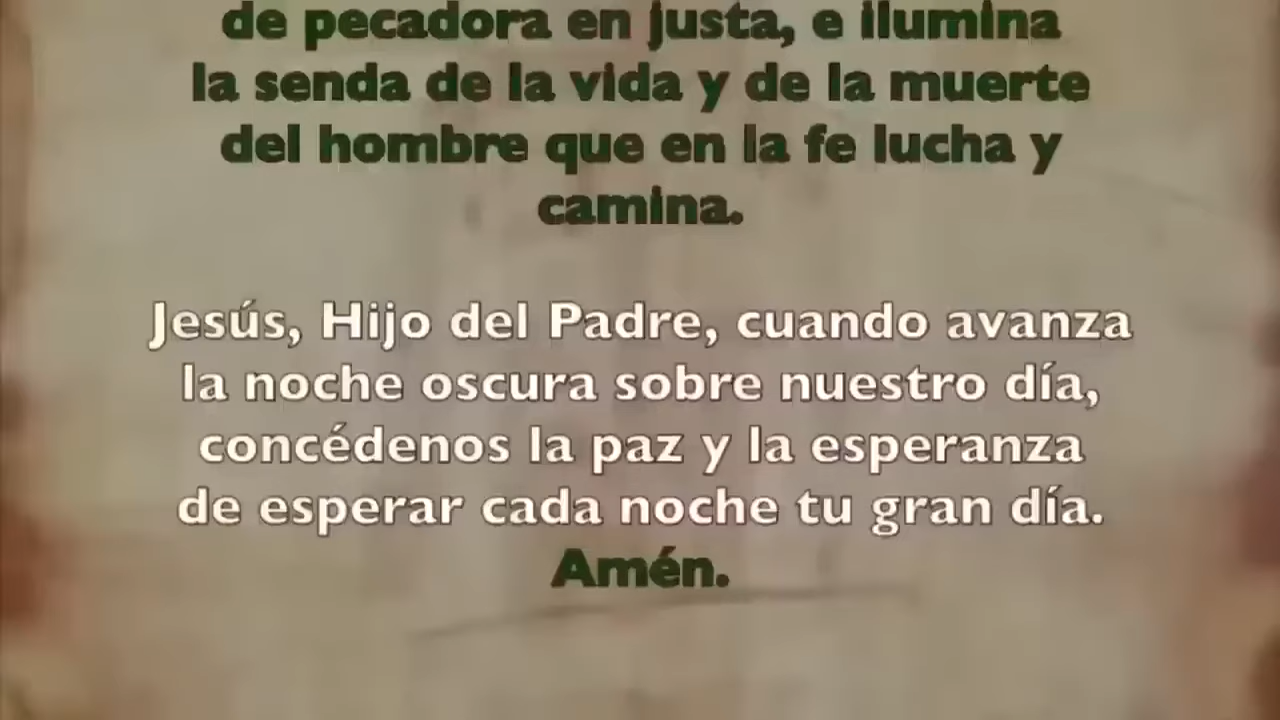 de pecadora en justa, e ilumina
la senda de la vida y de la muerte
del hombre que en la fe lucha y
camina.
Jesús, Hijo del Padre, cuando avanza
la noche oscura sobre nuestro día,
concédenos la paz y la esperanza
de esperar cada noche tu gran día.
Amén.